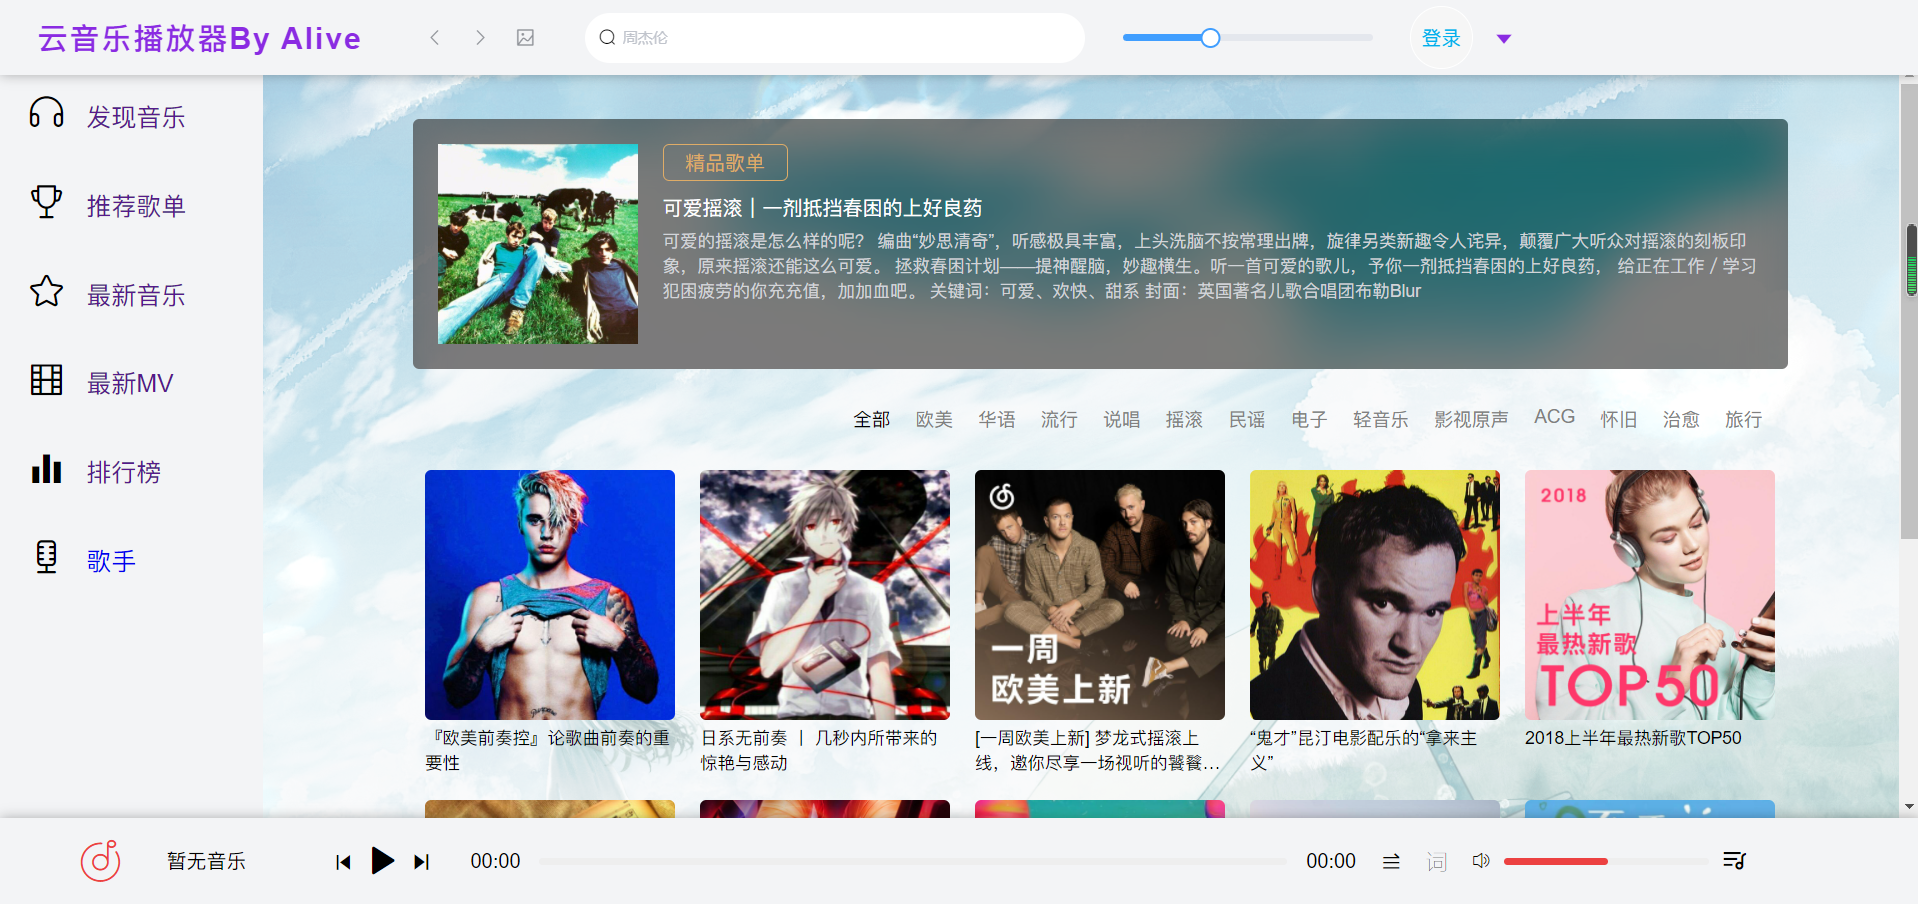 云音乐播放器By Alive
周杰伦
登录
发现音乐
推荐歌单
最新音乐
最新MV
排行榜
歌手
精品歌单
可爱摇滚 | 一剂抵挡春困的上好良药
可爱的摇滚是怎么样的呢？ 编曲“妙思清奇”，听感极具丰富，上头洗脑不按常理出牌，旋律另类新趣令人诧异，颠覆广大听众对摇滚的刻板印
象，原来摇滚还能这么可爱。 拯救春困计划——提神醒脑，妙趣横生。听一首可爱的歌儿，予你一剂抵挡春困的上好良药， 给正在工作 / 学习
犯困疲劳的你充充值，加加血吧。 关键词：可爱、欢快、甜系 封面：英国著名儿歌合唱团布勒Blur
全部 欧美 华语 流行 说唱 摇滚 民谣 电子 轻音乐 影视原声 ACG 怀旧 治愈 旅行
一周
欧美上新
2018
上半年
最热新歌
TOP50
『欧美前奏控』论歌曲前奏的重
要性
日系无前奏 丨 几秒内所带来的
惊艳与感动
[一周欧美上新] 梦龙式摇滚上
线，邀你尽享一场视听的饕餮...
“鬼才”昆汀电影配乐的“拿来主
义”
2018上半年最热新歌TOP50
暂无音乐
00:00
00:00
词